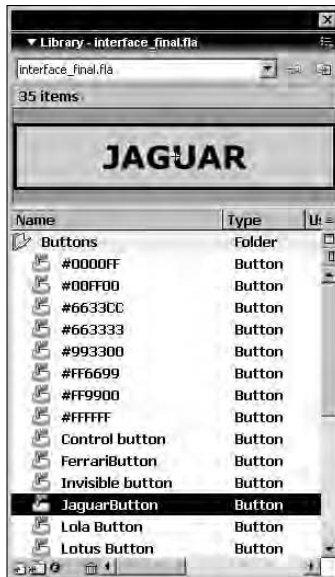 Library - interface_final.fla
interface_final.fla
35 items
JAGUAR
Name Type
Buttons Folder
#0000FF Button
#00FF00 Button
#6633CC Button
#663333 Button
#993300 Button
#FF6699 Button
#FF9900 Button
#FFFFFF Button
Control button Button
FerrariButton Button
Invisible button Button
JaguarButton Button
Lola Button Button
Lotus Button Button